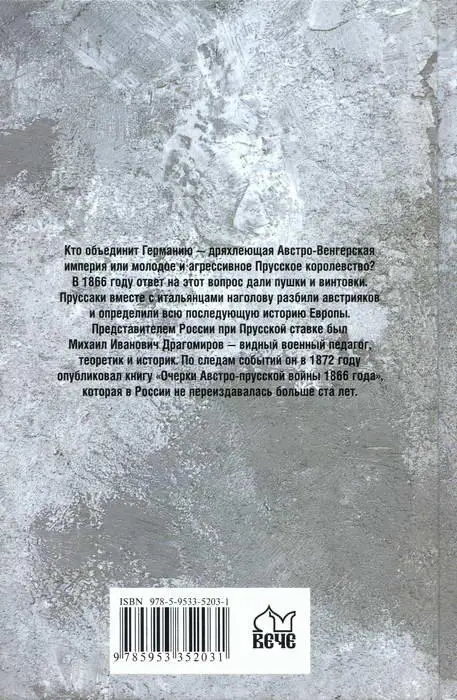 Кто объединит Германию — дряхлеющая Австро-Венгерская
империя или молодое и агрессивное Прусское королевство?
В 1866 году ответ на этот вопрос дали пушки и винтовки.
Пруссаки вместе с итальянцами наголову разбили австрияков
и определили всю последующую историю Европы.
Представителем России при Прусской ставке был
Михаил Иванович Драгомиров — видный военный педагог,
теоретик и историк. По следам событий он в 1872 году
опубликовал книгу «Очерки Австро-прусской войны 1866 года»,
которая в России не переиздавалась больше ста лет.
ISBN 978-5-9533-5203-1
9 785953 352031
ВЕЧЕ